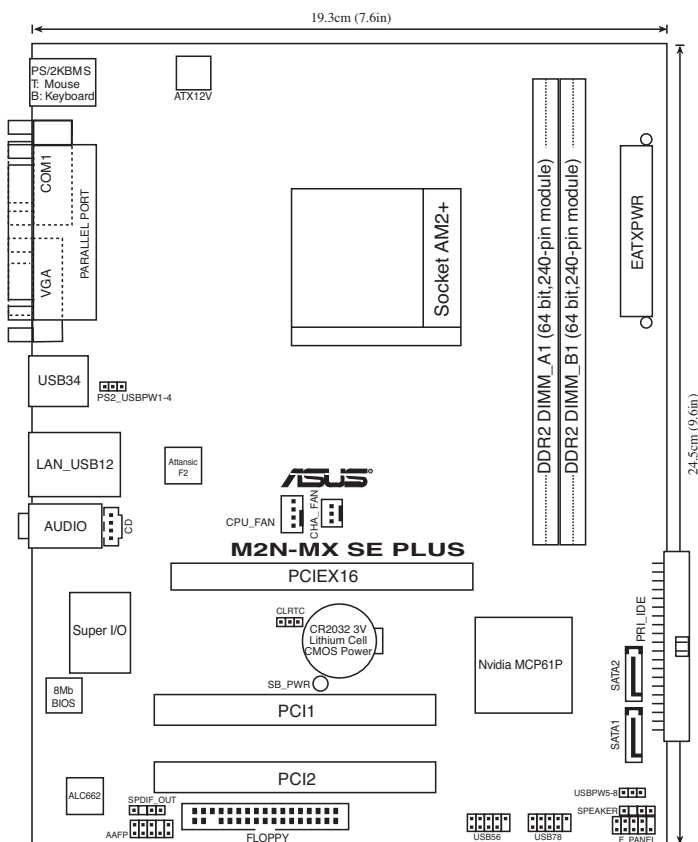 19.3cm (7.6in)
PS/2KBMS
T: Mouse
B: Keyboard
ATX12V
COM1
PARALLEL PORT
VGA
Socket AM2+
DDR2 DIMM_A1 (64 bit,240-pin module)
DDR2 DIMM_B1 (64 bit,240-pin module)
EATXPWR
24.5cm (9.6in)
USB34
PS2_USBPW1-4
LAN_USB12
Attansic
F2
ASUS
CPU_FAN
CHA_FAN
AUDIO
CD
M2N-MX SE PLUS
PCIEX16
PRI_IDE
CLRTC
CR2032 3V
Lithium Cell
CMOS Power
Super I/O
Nvidia MCP61P
SATA2
SB_PWR
8Mb
BIOS
PCI1
SATA1
PCI2
ALC662
SPDIF_OUT
USBPW5-8
SPEAKER
AAFP
FLOPPY
USB56
USB78
F_PANEL